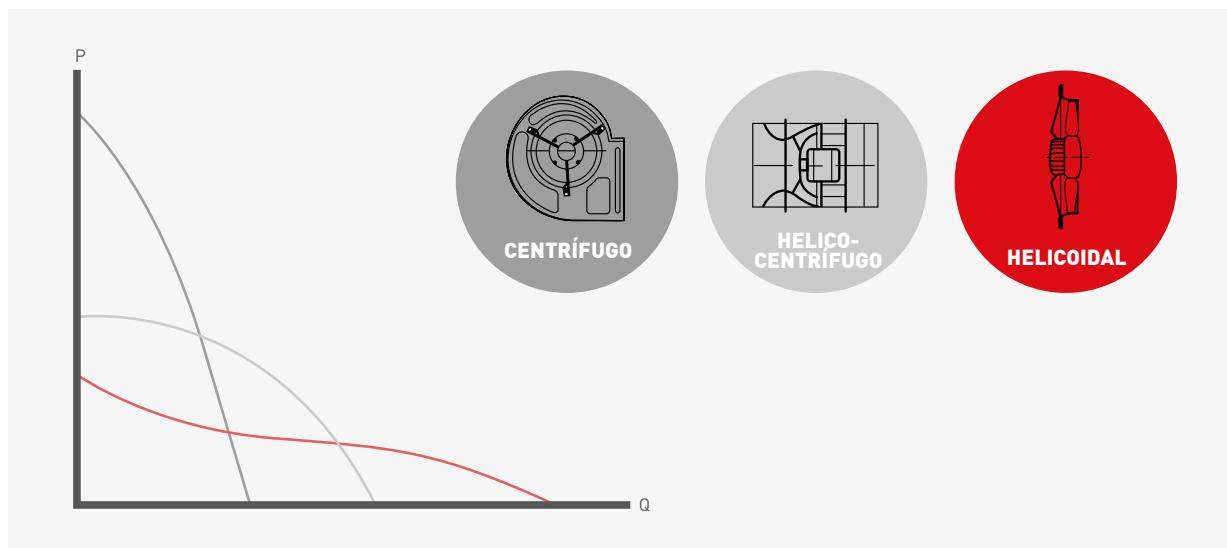 P
CENTRÍFUGO
HELICO-
CENTRÍFUGO
HELICOIDAL
Q